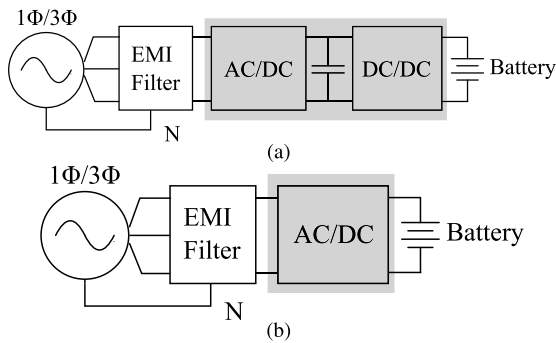 1Φ/3Φ
EMI
Filter
AC/DC
DC/DC
Battery
N
(a)
1Φ/3Φ
EMI
Filter
AC/DC
Battery
N
(b)